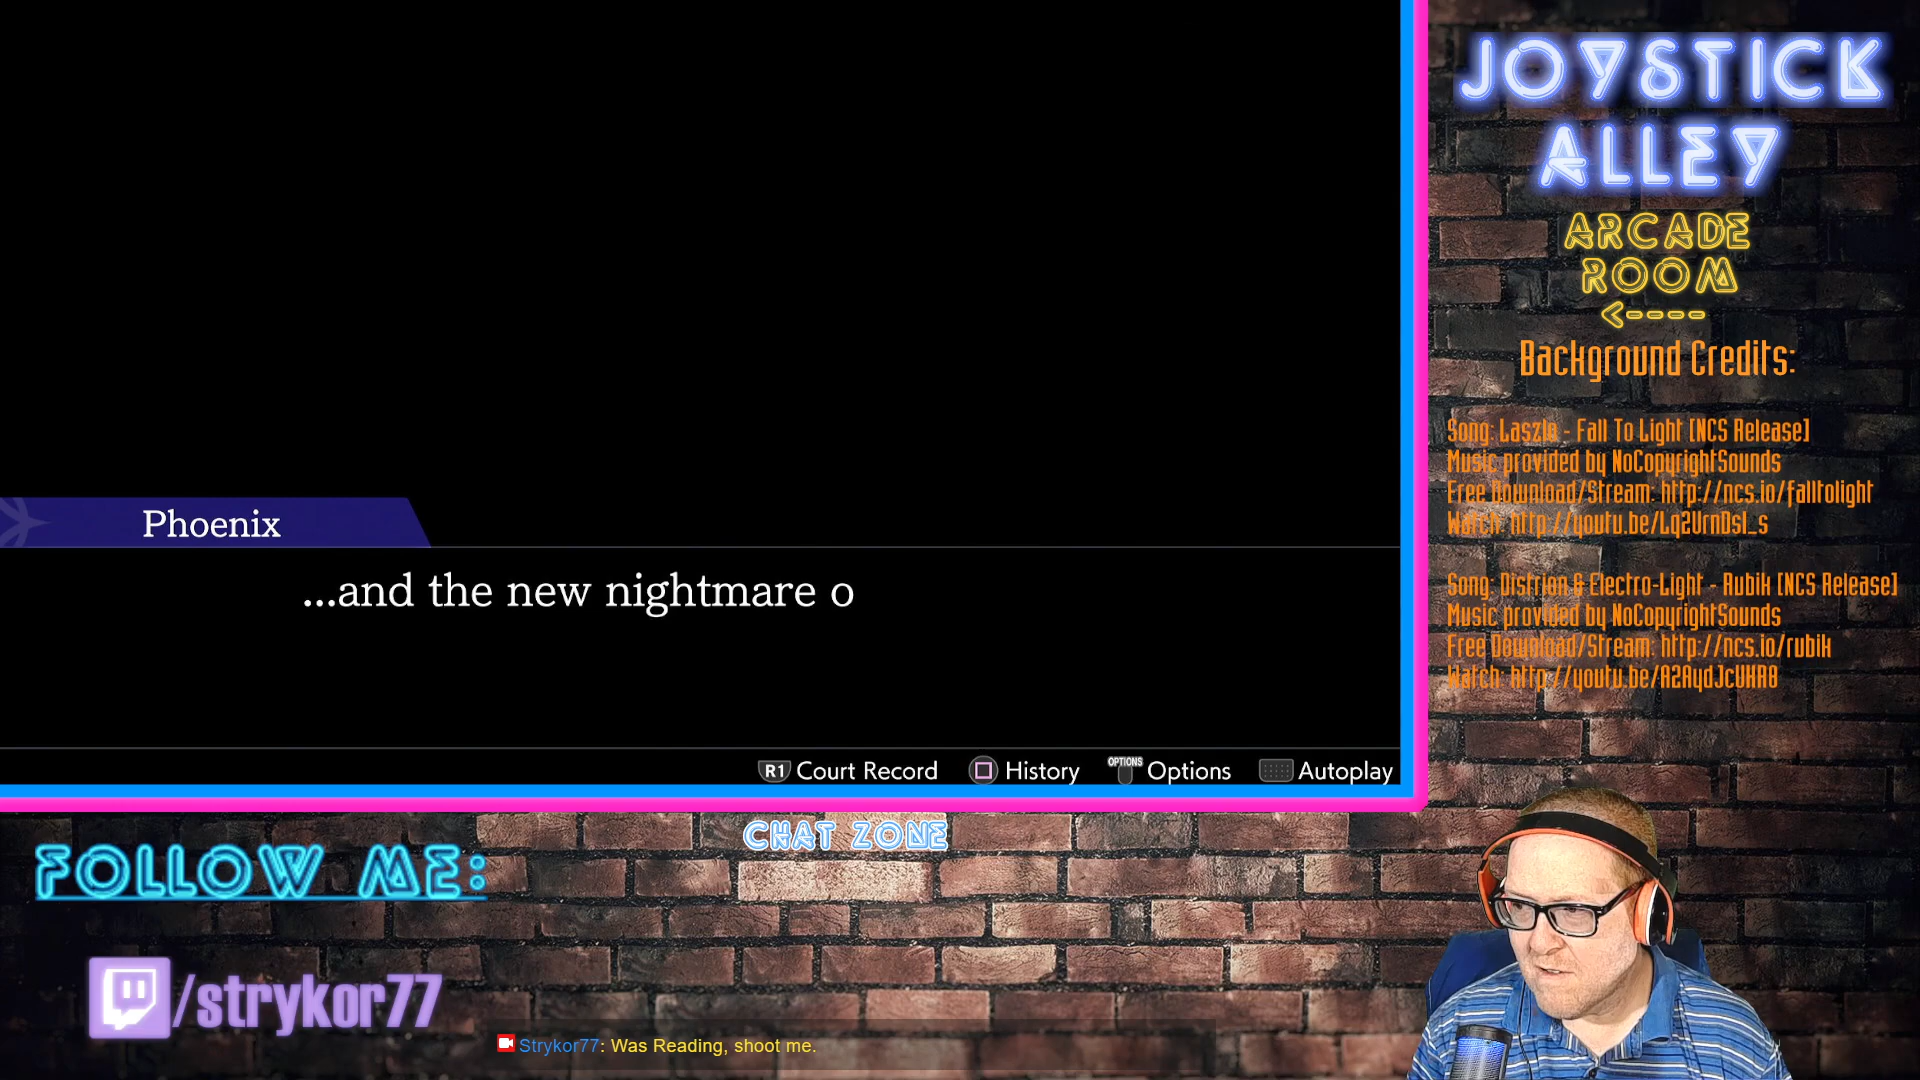 JOYSTICK
ALLEY
ARCADE
ROOM
<----
Background Credits:
Song: Laszlo - Fall To Light [NCS Release]
Music provided by NoCopyrightSounds
Free Download/Stream: http://ncs.io/falltolight
Watch: http://youtu.be/Lq2UrnDsl_s
Song: Distrion & Electro-Light - Rubik [NCS Release]
Music provided by NoCopyrightSounds
Free Download/Stream: http://ncs.io/rubik
Watch: http://youtu.be/A2AydJcUHA8
Phoenix
...and the new nightmare o
R1 Court Record History OPTIONS Options Autoplay
CHAT ZONE
FOLLOW ME:
/strykor77
Strykor77: Was Reading, shoot me.